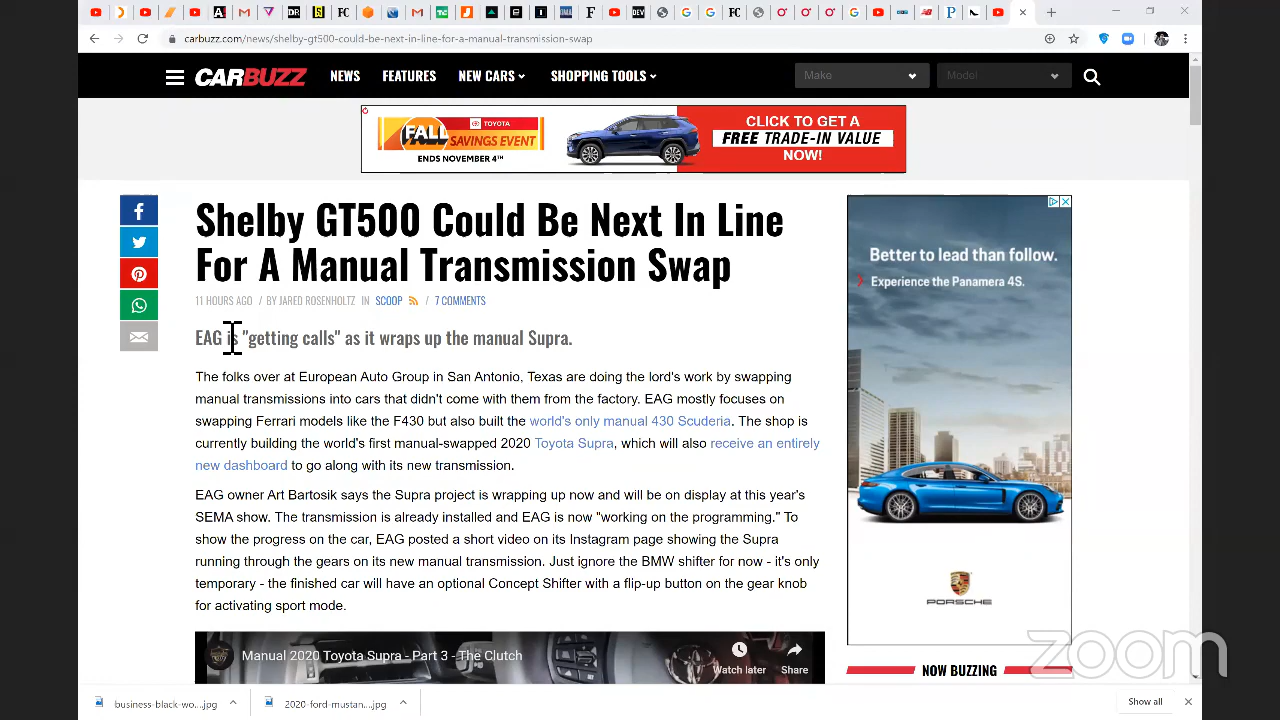 carbuzz.com/news/shelby-gt500-could-be-next-in-line-for-a-manual-transmission-swap
CARBUZZ NEWS FEATURES NEW CARS SHOPPING TOOLS Make Model
FALL SAVINGS EVENT
TOYOTA
ENDS NOVEMBER 4TH
CLICK TO GET A
FREE TRADE-IN VALUE
NOW!
Shelby GT500 Could Be Next In Line
For A Manual Transmission Swap
11 HOURS AGO / BY JARED ROSENHOLTZ IN SCOOP / 7 COMMENTS
EAG is "getting calls" as it wraps up the manual Supra.
The folks over at European Auto Group in San Antonio, Texas are doing the lord's work by swapping
manual transmissions into cars that didn't come with them from the factory. EAG mostly focuses on
swapping Ferrari models like the F430 but also built the world's only manual 430 Scuderia. The shop is
currently building the world's first manual-swapped 2020 Toyota Supra, which will also receive an entirely
new dashboard to go along with its new transmission.
EAG owner Art Bartosik says the Supra project is wrapping up now and will be on display at this year's
SEMA show. The transmission is already installed and EAG is now "working on the programming." To
show the progress on the car, EAG posted a short video on its Instagram page showing the Supra
running through the gears on its new manual transmission. Just ignore the BMW shifter for now - it's only
temporary - the finished car will have an optional Concept Shifter with a flip-up button on the gear knob
for activating sport mode.
Manual 2020 Toyota Supra - Part 3 - The Clutch
Watch later
Share
Better to lead than follow.
Experience the Panamera 4S.
PORSCHE
NOW BUZZING
zoom
business-black-wo....jpg
2020-ford-mustan....jpg
Show all